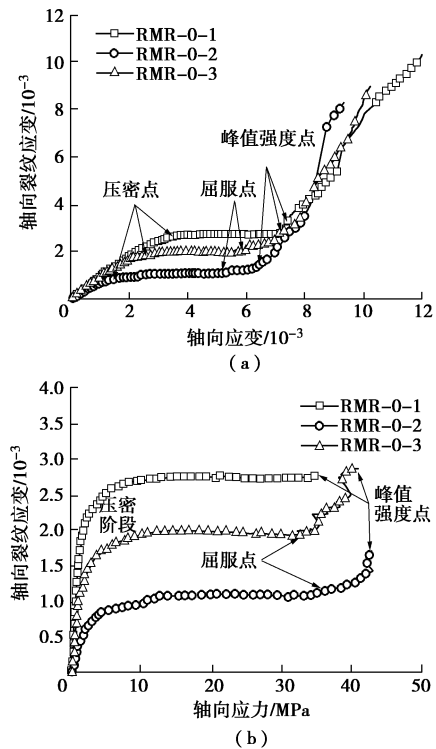 RMR-0-1
RMR-0-2
RMR-0-3
轴向裂纹应变/10⁻³
10
8
6
4
2
0
压密点
屈服点
峰值强度点
0
2
4
6
8
10
12
轴向应变/10⁻³
(a)
RMR-0-1
RMR-0-2
RMR-0-3
轴向裂纹应变/10⁻³
4.0
3.5
3.0
2.5
2.0
1.5
1.0
0.5
压密
阶段
屈服点
峰值
强度点
0
10
20
30
40
50
轴向应力/MPa
(b)